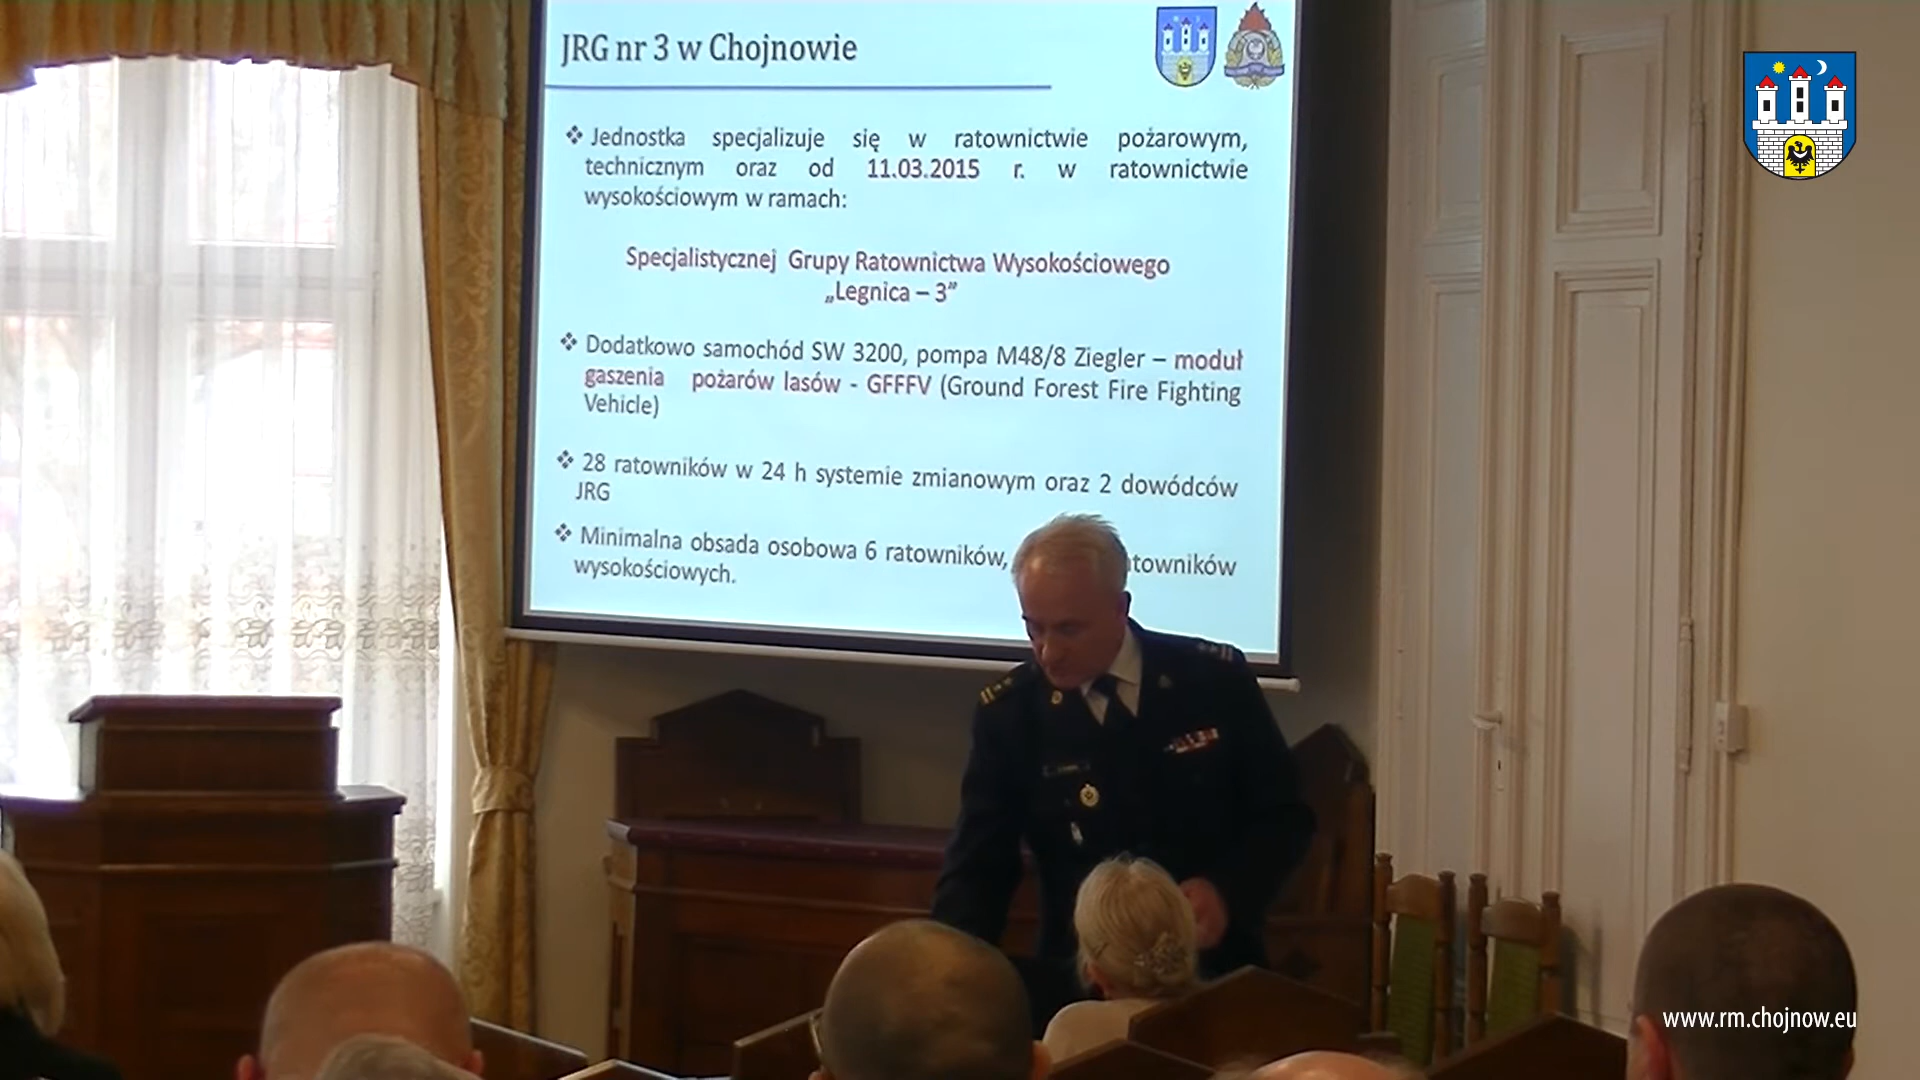 JRG nr 3 w Chojnowie
❖ Jednostka specjalizuje się w ratownictwie pożarowym,
technicznym oraz od 11.03.2015 r. w ratownictwie
wysokościowym w ramach:
Specjalistycznej Grupy Ratownictwa Wysokościowego
„Legnica – 3”
❖ Dodatkowo samochód SW 3200, pompa M48/8 Ziegler – moduł
gaszenia pożarów lasów - GFFFV (Ground Forest Fire Fighting
Vehicle)
❖ 28 ratowników w 24 h systemie zmianowym oraz 2 dowódców
JRG
❖ Minimalna obsada osobowa 6 ratowników, towników
wysokościowych.
www.rm.chojnow.eu